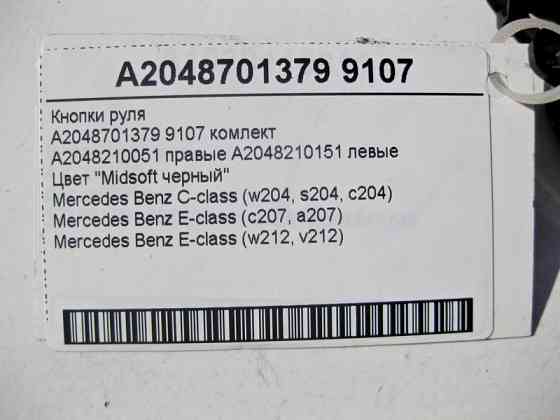 A2048701379 9107
Кнопки руля
A2048701379 9107 комлект
A2048210051 правые A2048210151 левые
Цвет "Midsoft черный"
Mercedes Benz C-class (w204, s204, c204)
Mercedes Benz E-class (c207, a207)
Mercedes Benz E-class (w212, v212)